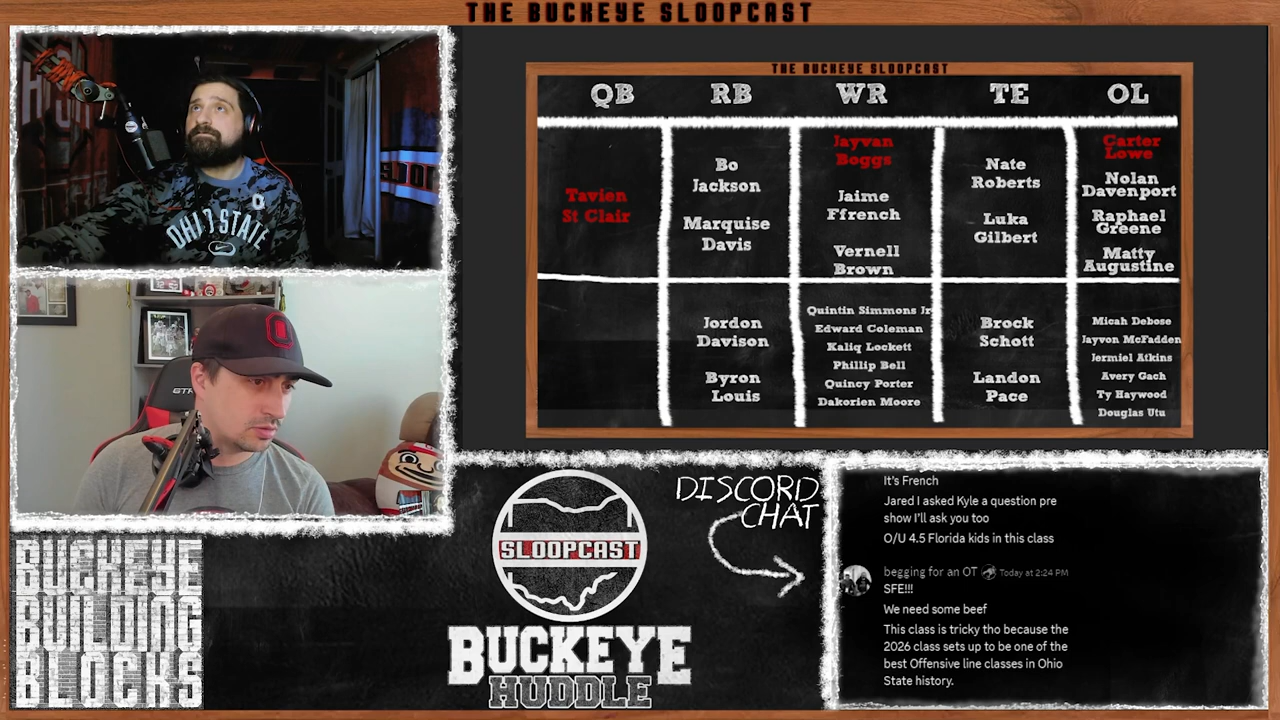 THE BUCKEYE SLOOPCAST
OHIO STATE
THE BUCKEYE SLOOPCAST
QB RB WR TE OL
Tavien
St Clair
Bo
Jackson
Marquise
Davis
Jayvan
Boggs
Jaime
Ffrench
Vernell
Brown
Nate
Roberts
Luka
Gilbert
Carter
Lowe
Nolan
Davenport
Raphael
Greene
Matty
Augustine
Jordon
Davison
Byron
Louis
Quintin Simmons Jr
Edward Coleman
Kaliq Lockett
Phillip Bell
Quincy Porter
Dakorien Moore
Brock
Schott
Landon
Pace
Micah Debose
Jayvon McFadden
Jermiel Atkins
Avery Gach
Ty Haywood
Douglas Utu
BUCKEYE
BUILDING
BLOCKS
SLOOPCAST
BUCKEYE
HUDDLE
DISCORD
CHAT
It's French
Jared I asked Kyle a question pre
show I'll ask you too
O/U 4.5 Florida kids in this class
begging for an OT Today at 2:24 PM
SFE!!!
We need some beef
This class is tricky tho because the
2026 class sets up to be one of the
best Offensive line classes in Ohio
State history.